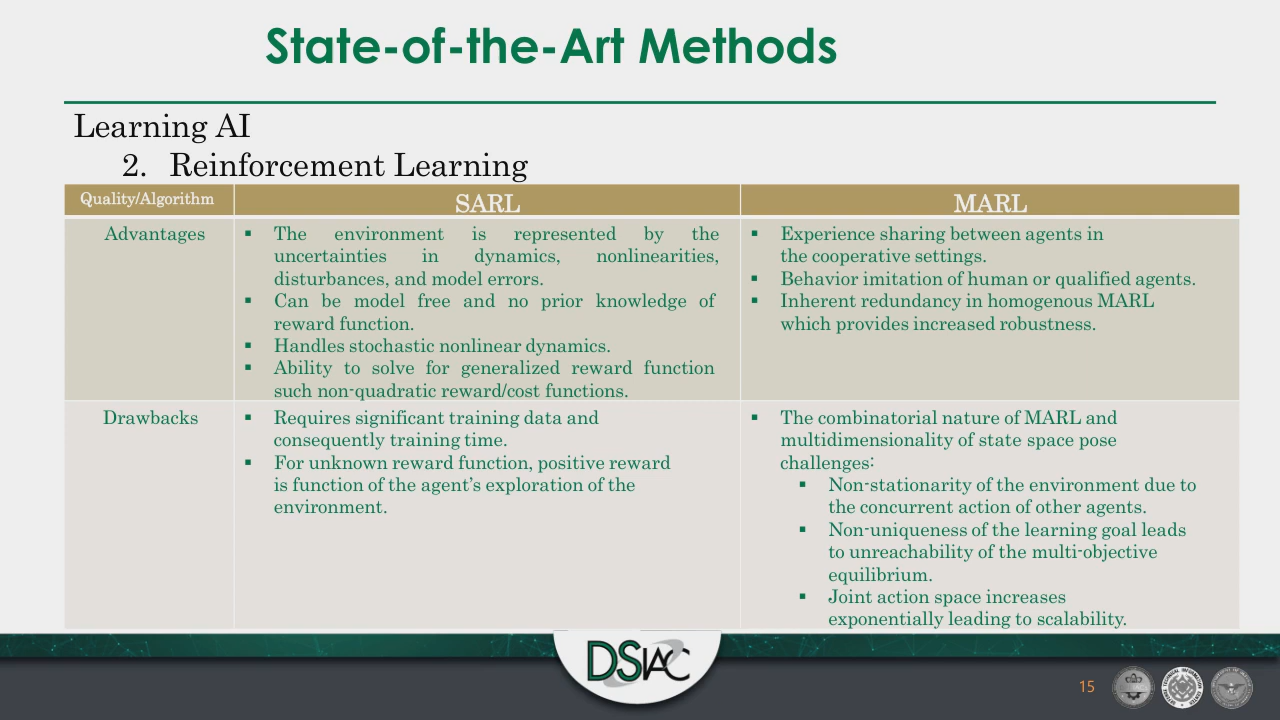 State-of-the-Art Methods
Learning AI
2. Reinforcement Learning
Quality/Algorithm
SARL
MARL
Advantages
▪ The environment is represented by the
uncertainties in dynamics, nonlinearities,
disturbances, and model errors.
▪ Can be model free and no prior knowledge of
reward function.
▪ Handles stochastic nonlinear dynamics.
▪ Ability to solve for generalized reward function
such non-quadratic reward/cost functions.
▪ Experience sharing between agents in
the cooperative settings.
▪ Behavior imitation of human or qualified agents.
▪ Inherent redundancy in homogenous MARL
which provides increased robustness.
Drawbacks
▪ Requires significant training data and
consequently training time.
▪ For unknown reward function, positive reward
is function of the agent’s exploration of the
environment.
▪ The combinatorial nature of MARL and
multidimensionality of state space pose
challenges:
▪ Non-stationarity of the environment due to
the concurrent action of other agents.
▪ Non-uniqueness of the learning goal leads
to unreachability of the multi-objective
equilibrium.
▪ Joint action space increases
exponentially leading to scalability.
DSIAC
15